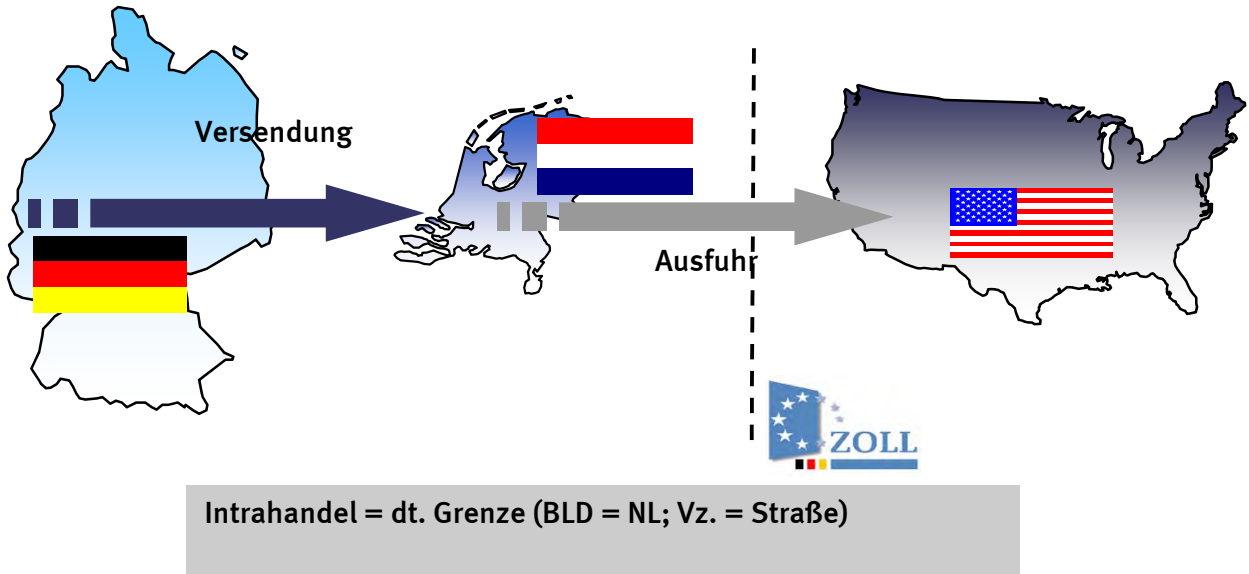 Versendung
Ausfuhr
ZOLL
Intrahandel = dt. Grenze (BLD = NL; Vz. = Straße)